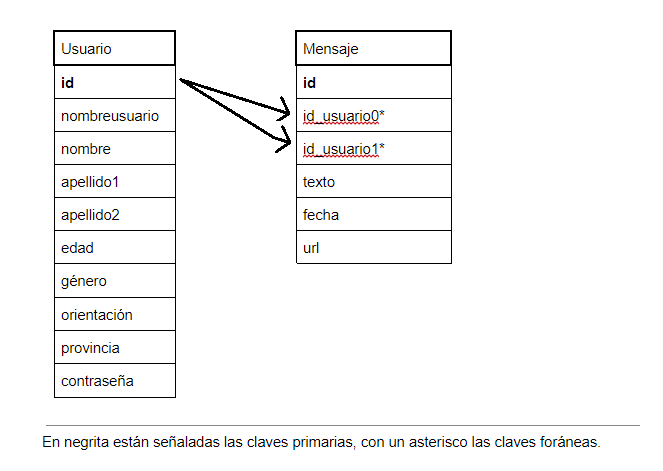 Usuario
id
nombreusuario
nombre
apellido1
apellido2
edad
género
orientación
provincia
contraseña
Mensaje
id
id_usuario0*
id_usuario1*
texto
fecha
url
En negrita están señaladas las claves primarias, con un asterisco las claves foráneas.